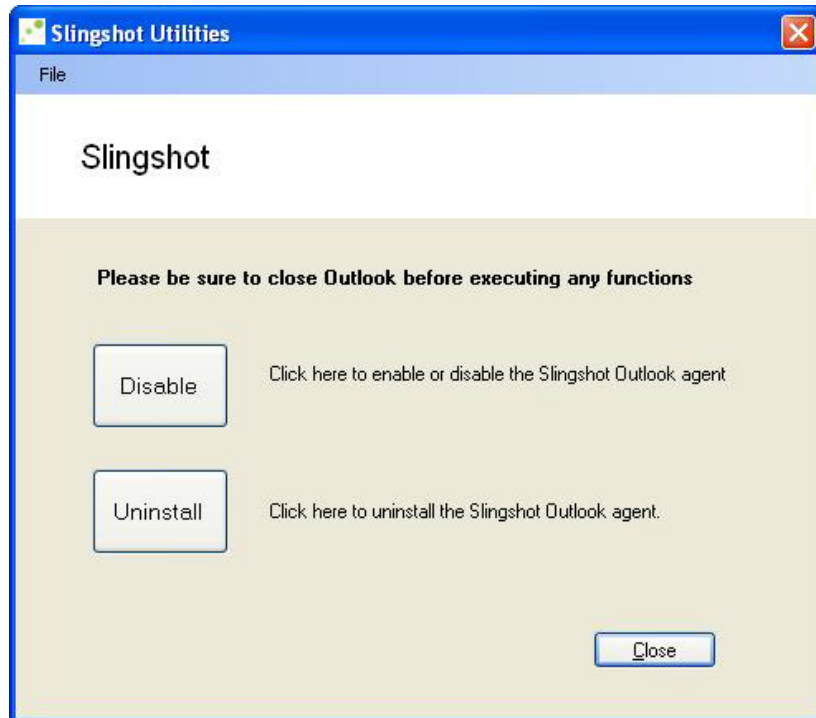 Slingshot Utilities
File
Slingshot
Please be sure to close Outlook before executing any functions
Disable
Click here to enable or disable the Slingshot Outlook agent
Uninstall
Click here to uninstall the Slingshot Outlook agent.
Close